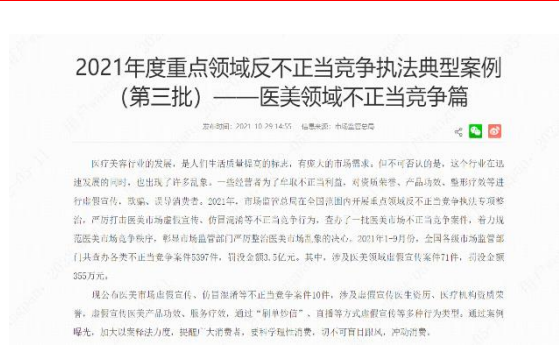 2021年度重点领域反不正当竞争执法典型案例
（第三批）——医美领域不正当竞争篇
发布时间：2021-10-29 14:55 信息来源：市场监管总局
医疗美容行业的发展，是人们生活质量提高的标志，有庞大的市场需求。但不可否认的是，这个行业在迅
速发展的同时，也出现了许多乱象。一些经营者为了牟取不正当利益，对资质荣誉、产品功效、整形疗效等进
行虚假宣传，欺骗、误导消费者。2021年，市场监管总局在全国范围内开展重点领域反不正当竞争执法专项整
治，严厉打击医美市场虚假宣传、仿冒混淆等不正当竞争行为，查办了一批医美市场不正当竞争案件，着力规
范医美市场竞争秩序，彰显市场监管部门严厉整治医美市场乱象的决心。2021年1-9月份，全国各级市场监管部
门共查办各类不正当竞争案件5397件，罚没金额3.5亿元。其中，涉及医美领域虚假宣传案件71件，罚没金额
355万元。
现公布医美市场虚假宣传、仿冒混淆等不正当竞争案件10件，涉及虚假宣传医生资历、医疗机构资质荣
誉，虚假宣传医美产品功效、服务疗效，通过“刷单炒信”、直播等方式虚假宣传等多种行为类型。通过案例
曝光，加大以案释法力度，提醒广大消费者，要科学理性消费，切不可盲目跟风，冲动消费。